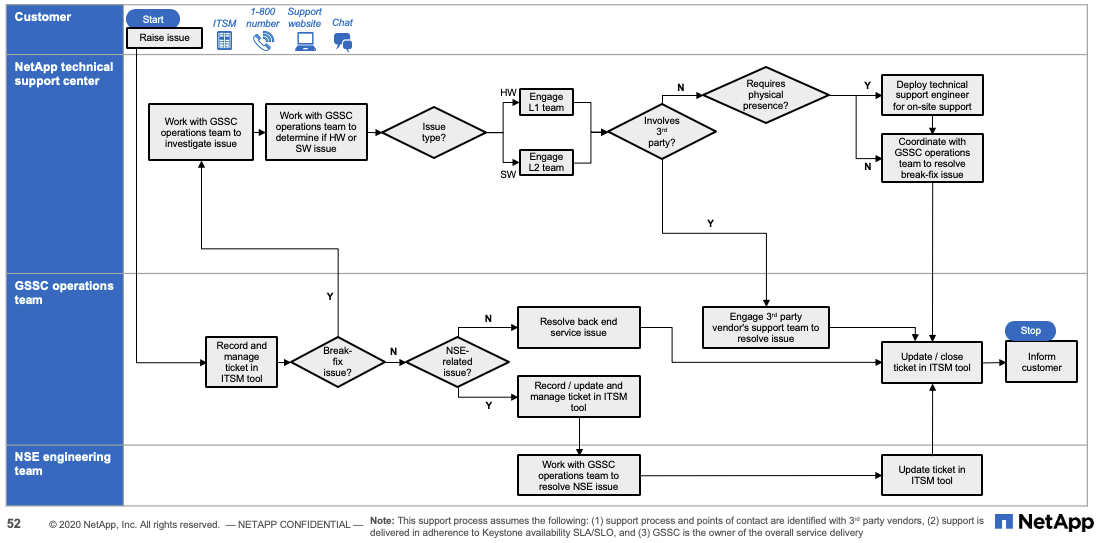 Customer
Start
Raise issue
ITSM
1-800
number
Support
website
Chat
NetApp technical
support center
Work with GSSC
operations team to
investigate issue
Work with GSSC
operations team to
determine if HW or
SW issue
Issue
type?
HW
Engage
L1 team
SW
Engage
L2 team
Involves
3rd
party?
N
Requires
physical
presence?
Y
Deploy technical
support engineer
for on-site support
N
Coordinate with
GSSC operations
team to resolve
break-fix issue
Y
GSSC operations
team
Y
Record and
manage
ticket in
ITSM tool
Break-
fix
issue?
N
NSE-
related
issue?
N
Resolve back end
service issue
Y
Record / update and
manage ticket in ITSM
tool
Engage 3rd party
vendor's support team to
resolve issue
Update / close
ticket in ITSM tool
Stop
Inform
customer
NSE engineering
team
Work with GSSC
operations team to
resolve NSE issue
Update ticket in
ITSM tool
52
© 2020 NetApp, Inc. All rights reserved. — NETAPP CONFIDENTIAL —
Note: This support process assumes the following: (1) support process and points of contact are identified with 3rd party vendors, (2) support is
delivered in adherence to Keystone availability SLA/SLO, and (3) GSSC is the owner of the overall service delivery
NetApp